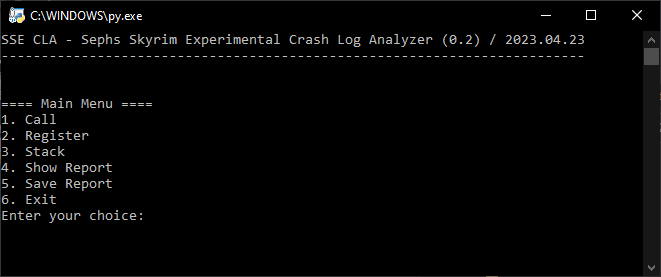 C:\WINDOWS\py.exe
SSE CLA - Sephs Skyrim Experimental Crash Log Analyzer (0.2) / 2023.04.23
-------------------------------------------------------------------------
==== Main Menu ====
1. Call
2. Register
3. Stack
4. Show Report
5. Save Report
6. Exit
Enter your choice: